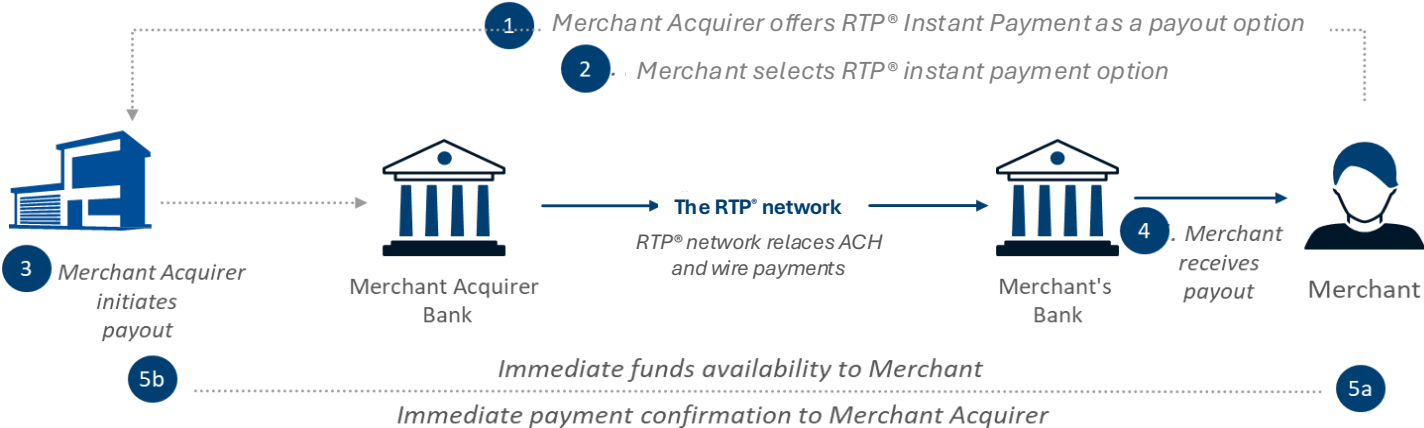 1 Merchant Acquirer offers RTP® Instant Payment as a payout option
2 . Merchant selects RTP® instant payment option
The RTP® network
RTP® network relaces ACH
and wire payments
3 Merchant Acquirer
initiates
payout
Merchant Acquirer
Bank
Merchant's
Bank
4 . Merchant
receives
payout
Merchant
5b
Immediate funds availability to Merchant
5a
Immediate payment confirmation to Merchant Acquirer